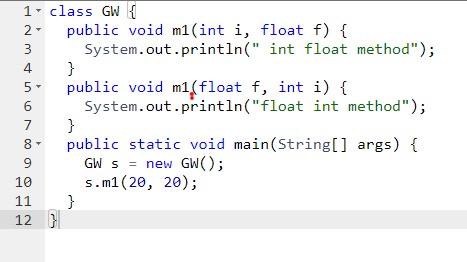 1 class GW {
2 public void m1(int i, float f) {
3 System.out.println(" int float method");
4 }
5 public void m1(float f, int i) {
6 System.out.println("float int method");
7 }
8 public static void main(String[] args) {
9 GW s = new GW();
10 s.m1(20, 20);
11 }
12 }